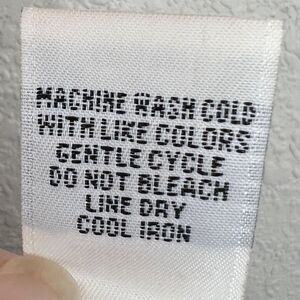 MACHINE WASH COLD
WITH LIKE COLORS
GENTLE CYCLE
DO NOT BLEACH
LINE DRY
COOL IRON